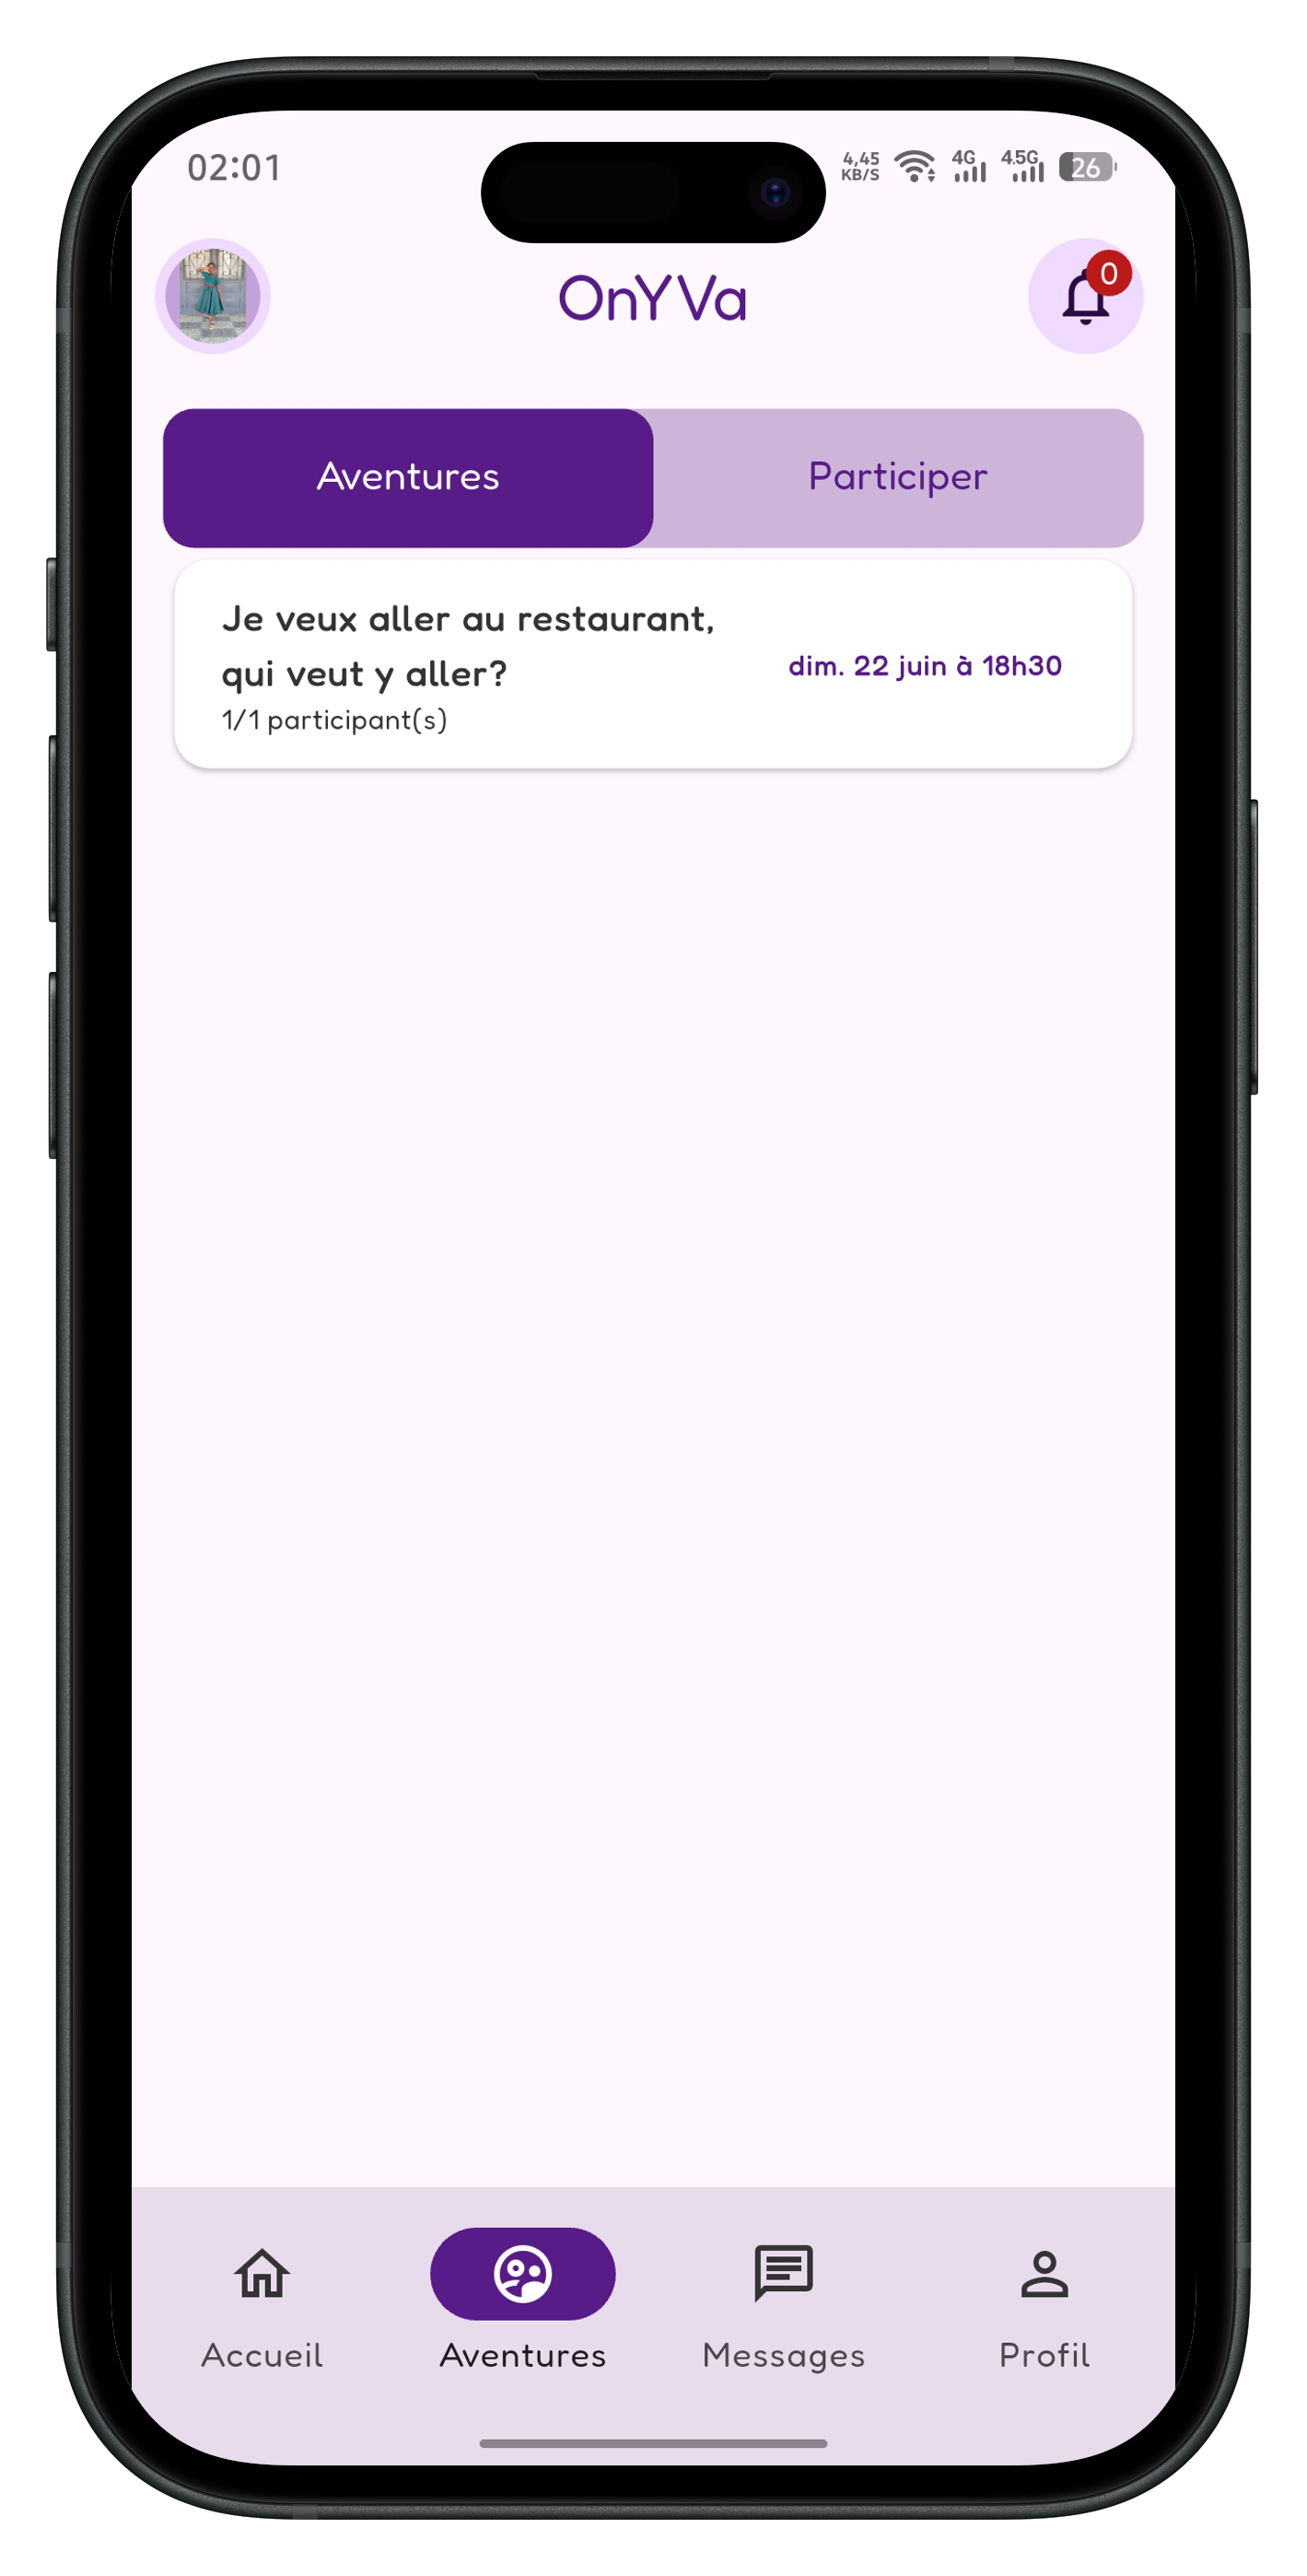 02:01
4,45
KB/S
4G
4.5G
26
OnYVa
0
Aventures
Participer
Je veux aller au restaurant,
qui veut y aller?
dim. 22 juin à 18h30
1/1 participant(s)
Accueil
Aventures
Messages
Profil